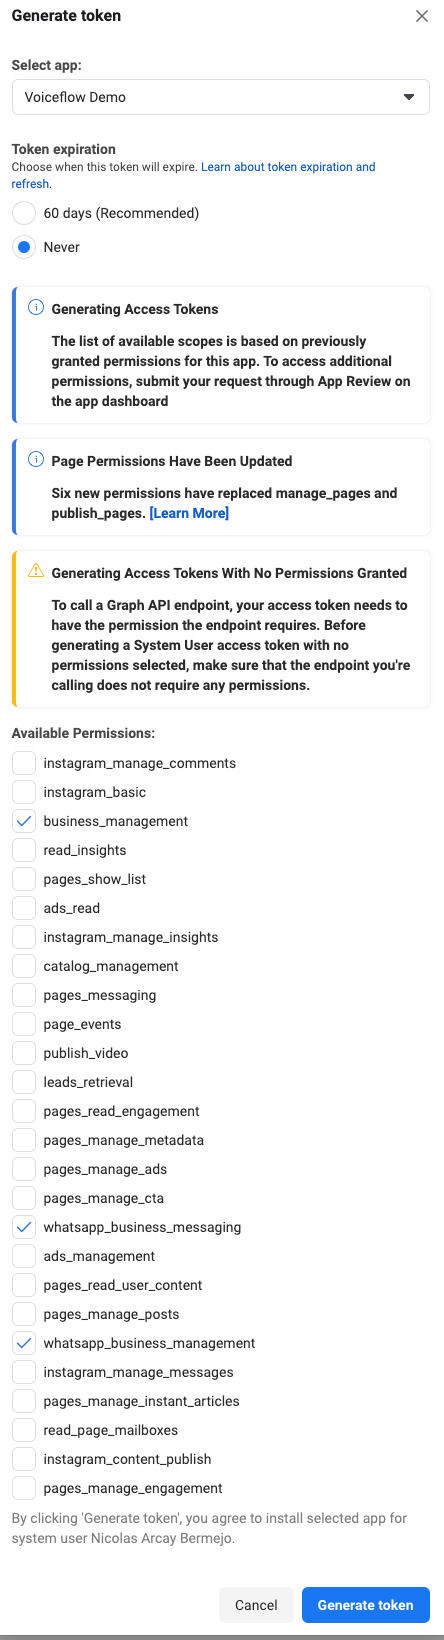 Generate token
Select app:
Voiceflow Demo
Token expiration
Choose when this token will expire. Learn about token expiration and
refresh.
60 days (Recommended)
Never
Generating Access Tokens
The list of available scopes is based on previously
granted permissions for this app. To access additional
permissions, submit your request through App Review on
the app dashboard
Page Permissions Have Been Updated
Six new permissions have replaced manage_pages and
publish_pages. [Learn More]
Generating Access Tokens With No Permissions Granted
To call a Graph API endpoint, your access token needs to
have the permission the endpoint requires. Before
generating a System User access token with no
permissions selected, make sure that the endpoint you're
calling does not require any permissions.
Available Permissions:
instagram_manage_comments
instagram_basic
business_management
read_insights
pages_show_list
ads_read
instagram_manage_insights
catalog_management
pages_messaging
page_events
publish_video
leads_retrieval
pages_read_engagement
pages_manage_metadata
pages_manage_ads
pages_manage_cta
whatsapp_business_messaging
ads_management
pages_read_user_content
pages_manage_posts
whatsapp_business_management
instagram_manage_messages
pages_manage_instant_articles
read_page_mailboxes
instagram_content_publish
pages_manage_engagement
By clicking 'Generate token', you agree to install selected app for
system user Nicolas Arcay Bermejo.
Cancel
Generate token